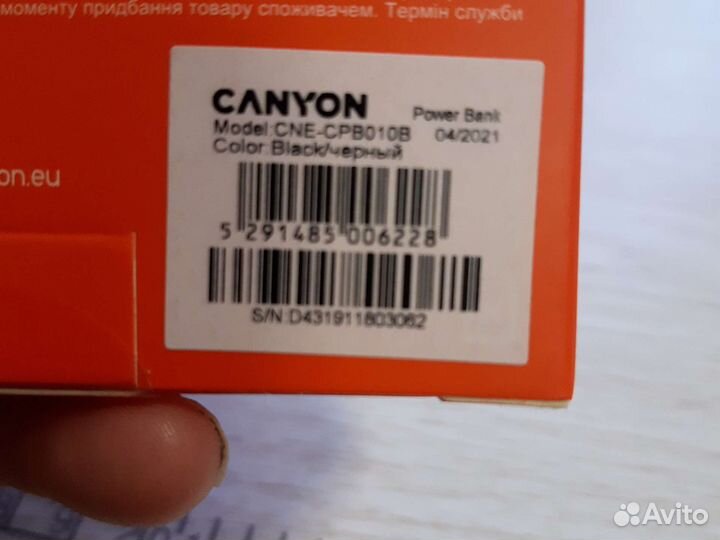 моменту придбання товару споживачем. Термін служби
on.eu
CANYON
Power Bank
Model:CNE-CPB010B 04/2021
Color:Black/черный
5 291485 006228
S/N:D431911803062
Avito